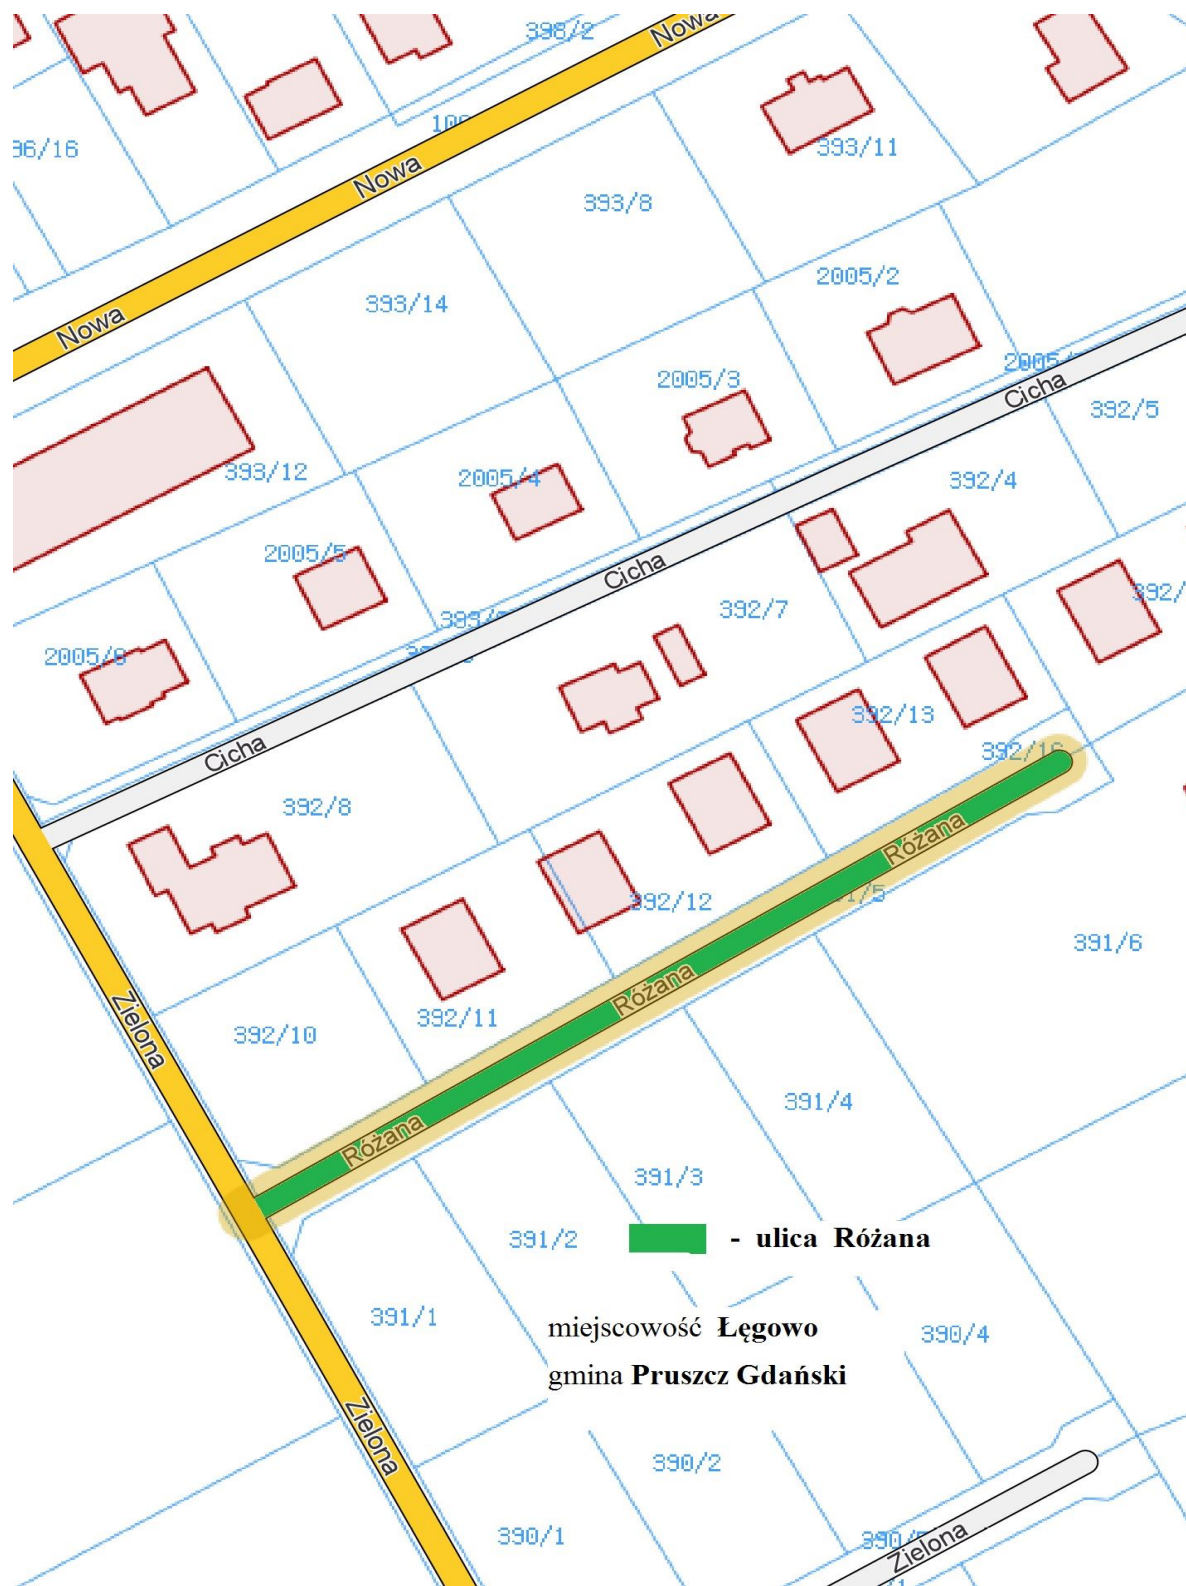 398/2
Nowa
96/16
Nowa
393/11
393/8
2005/2
393/14
Nowa
2005/3
Cicha
392/5
393/12
2005/4
392/4
2005/5
Cicha
392/7
2005/6
392/13
Cicha
392/16
392/8
Różana
392/12
391/6
Różana
Zielona
392/11
392/10
391/4
Różana
391/3
391/2
- ulica Różana
391/1
miejscowość Łęgowo
390/4
gmina Pruszcz Gdański
Zielona
390/2
390/1
Zielona